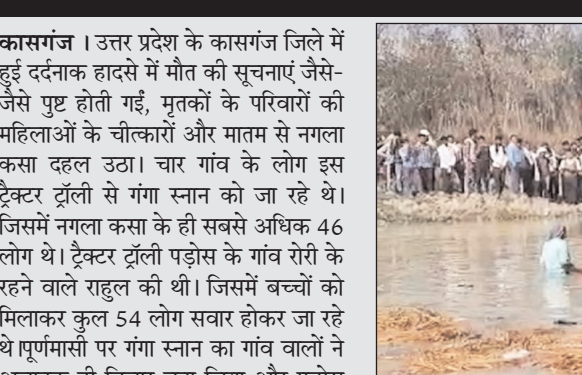 कासगंज । उत्तर प्रदेश के कासगंज जिले में
हुई दर्दनाक हादसे में मौत की सूचनाएं जैसे-
जैसे पुष्ट होती गईं, मृतकों के परिवारों की
महिलाओं के चीत्कारों और मातम से नगला
कसा दहल उठा। चार गांव के लोग इस
ट्रैक्टर ट्रॉली से गंगा स्नान को जा रहे थे।
जिसमें नगला कसा के ही सबसे अधिक 46
लोग थे। ट्रैक्टर ट्रॉली पड़ोस के गांव रोरी के
रहने वाले राहुल की थी। जिसमें बच्चों को
मिलाकर कुल 54 लोग सवार होकर जा रहे
थे।पूर्णमासी पर गंगा स्नान का गांव वालों ने